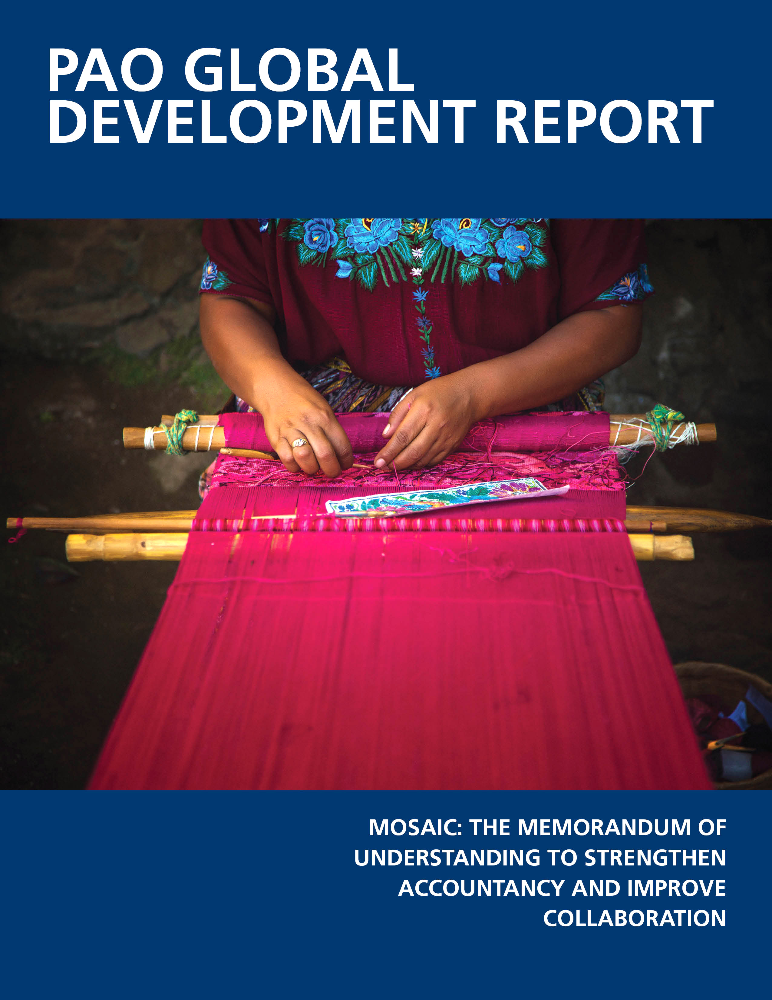 PAO GLOBAL
DEVELOPMENT REPORT
MOSAIC: THE MEMORANDUM OF
UNDERSTANDING TO STRENGTHEN
ACCOUNTANCY AND IMPROVE
COLLABORATION